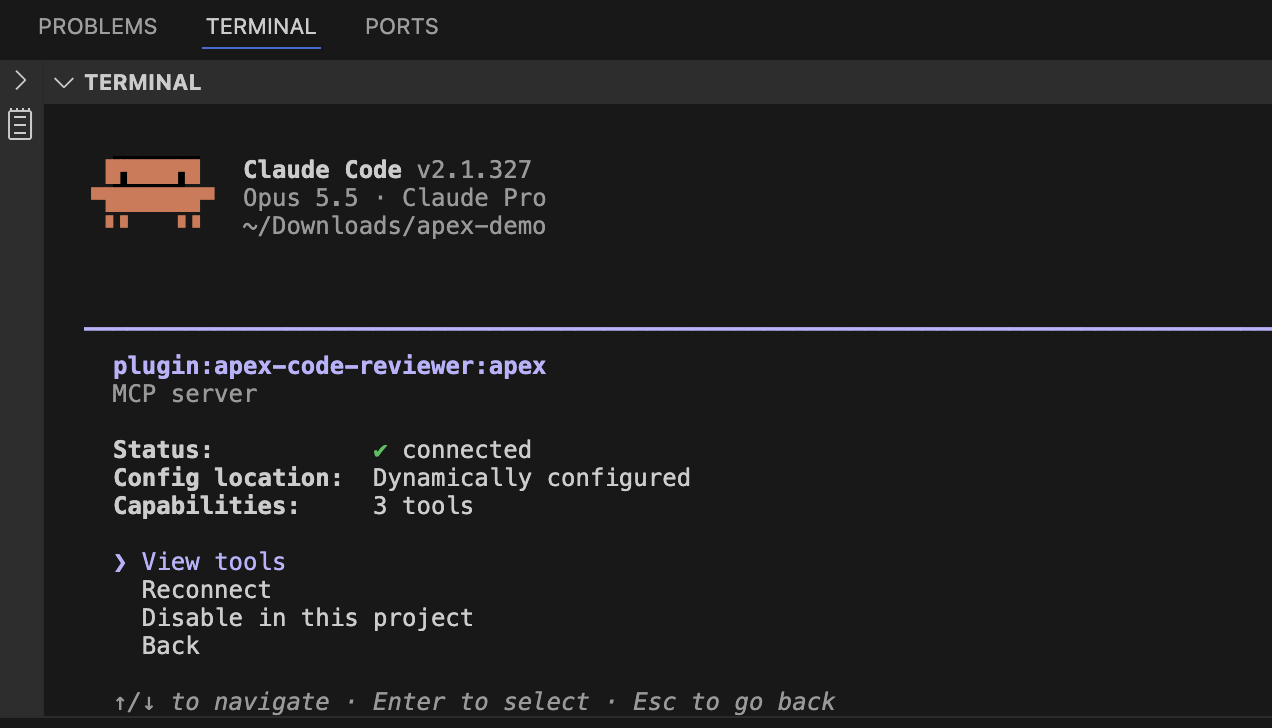 PROBLEMS TERMINAL PORTS
TERMINAL
Claude Code v2.1.327
Opus 5.5 · Claude Pro
~/Downloads/apex-demo
plugin:apex-code-reviewer:apex
MCP server
Status: ✔ connected
Config location: Dynamically configured
Capabilities: 3 tools
❯ View tools
Reconnect
Disable in this project
Back
↑/↓ to navigate · Enter to select · Esc to go back